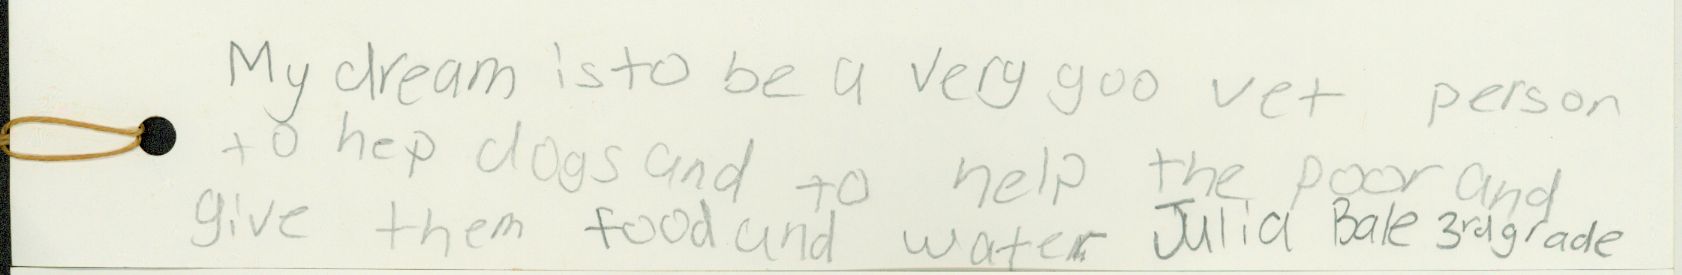 My dream is to be a very goo vet person
to hep dogs and to help the poor and
give them food and water Julia Bale 3rd grade